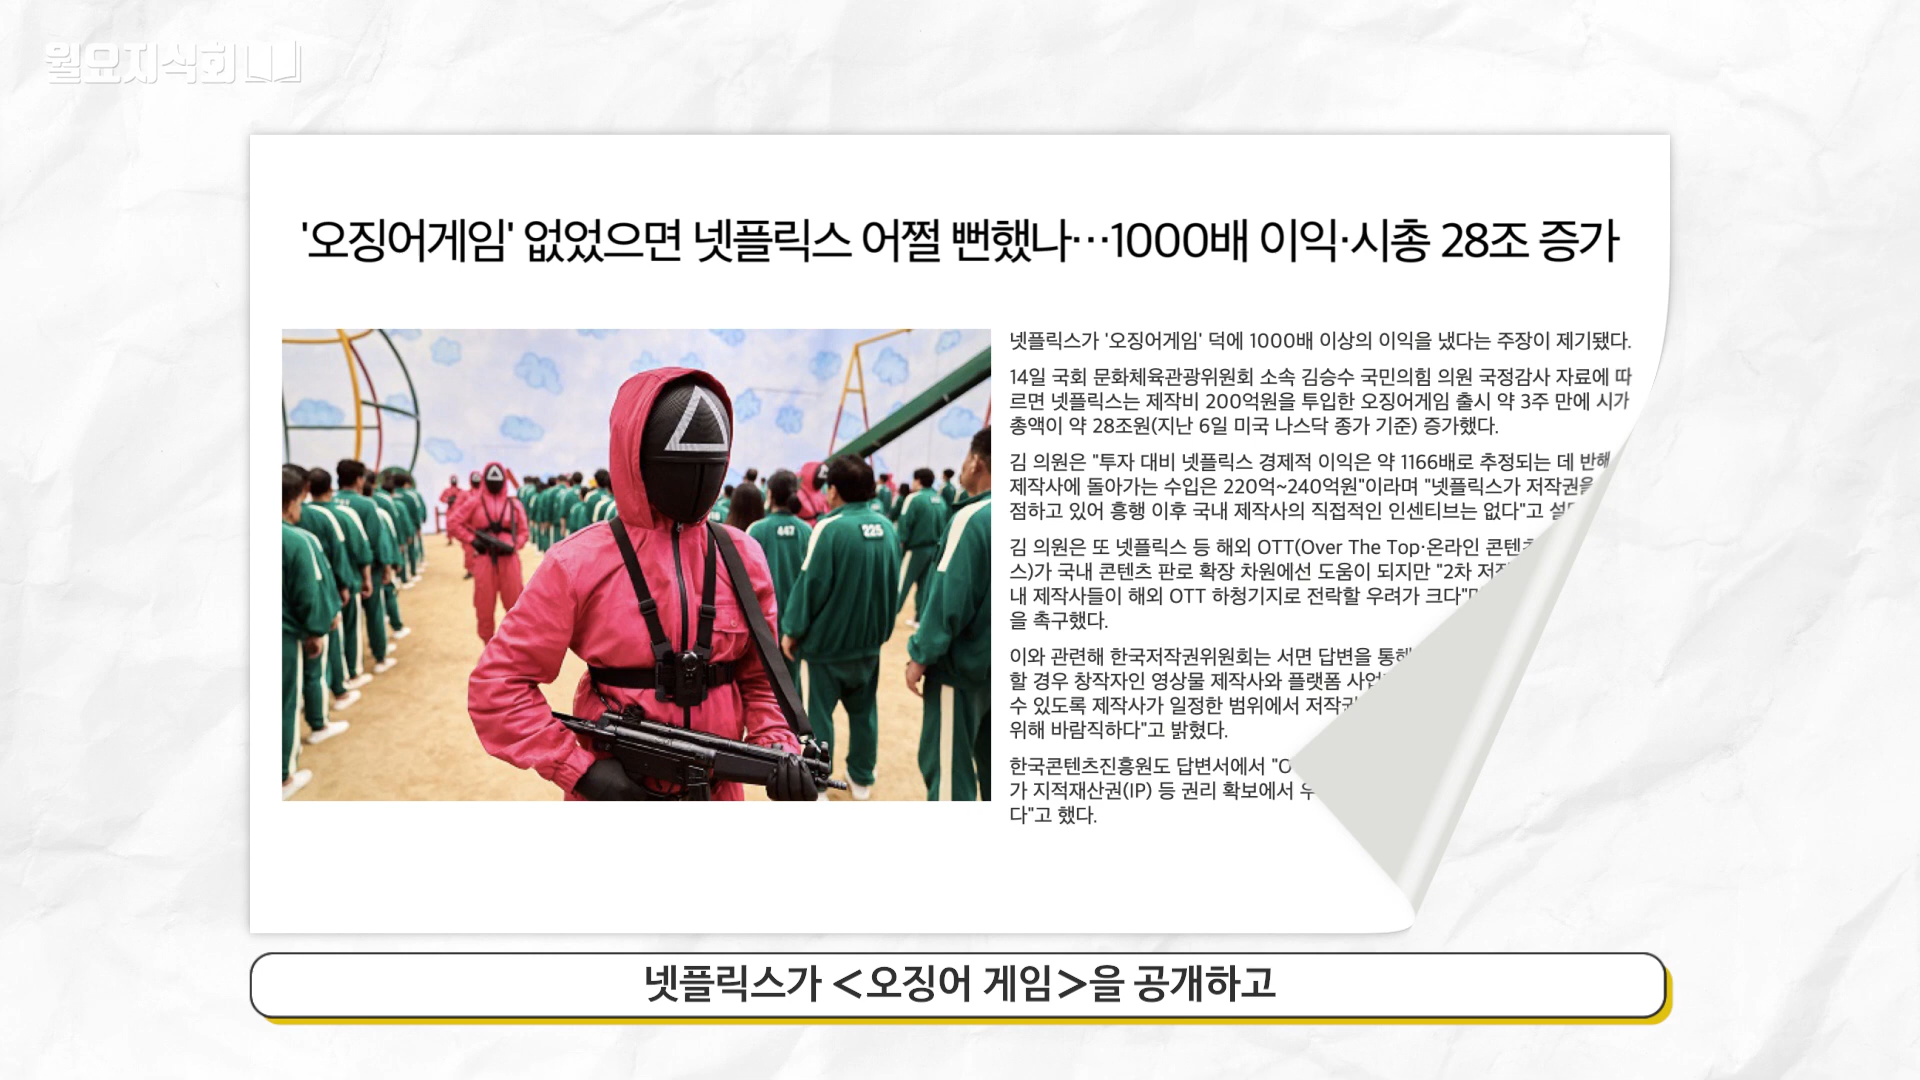 월요지식회
'오징어게임' 없었으면 넷플릭스 어쩔 뻔했나…1000배 이익·시총 28조 증가
447
225
넷플릭스가 '오징어게임' 덕에 1000배 이상의 이익을 냈다는 주장이 제기됐다.
14일 국회 문화체육관광위원회 소속 김승수 국민의힘 의원 국정감사 자료에 따
르면 넷플릭스는 제작비 200억원을 투입한 오징어게임 출시 약 3주 만에 시가
총액이 약 28조원(지난 6일 미국 나스닥 종가 기준) 증가했다.
김 의원은 "투자 대비 넷플릭스 경제적 이익은 약 1166배로 추정되는 데 반해
제작사에 돌아가는 수입은 220억~240억원"이라며 "넷플릭스가 저작권을
점하고 있어 흥행 이후 국내 제작사의 직접적인 인센티브는 없다"고
김 의원은 또 넷플릭스 등 해외 OTT(Over The Top·온라인
스)가 국내 콘텐츠 판로 확장 차원에선 도움이 되지만 "2차
내 제작사들이 해외 OTT 하청기지로 전락할 우려가 크다"
을 촉구했다.
이와 관련해 한국저작권위원회는 서면 답변을
할 경우 창작자인 영상물 제작사와 플랫폼
수 있도록 제작사가 일정한 범위에서
위해 바람직하다"고 밝혔다.
한국콘텐츠진흥원도 답변서에서
가 지적재산권(IP) 등 권리 확보에서
다"고 했다.
넷플릭스가 <오징어 게임>을 공개하고